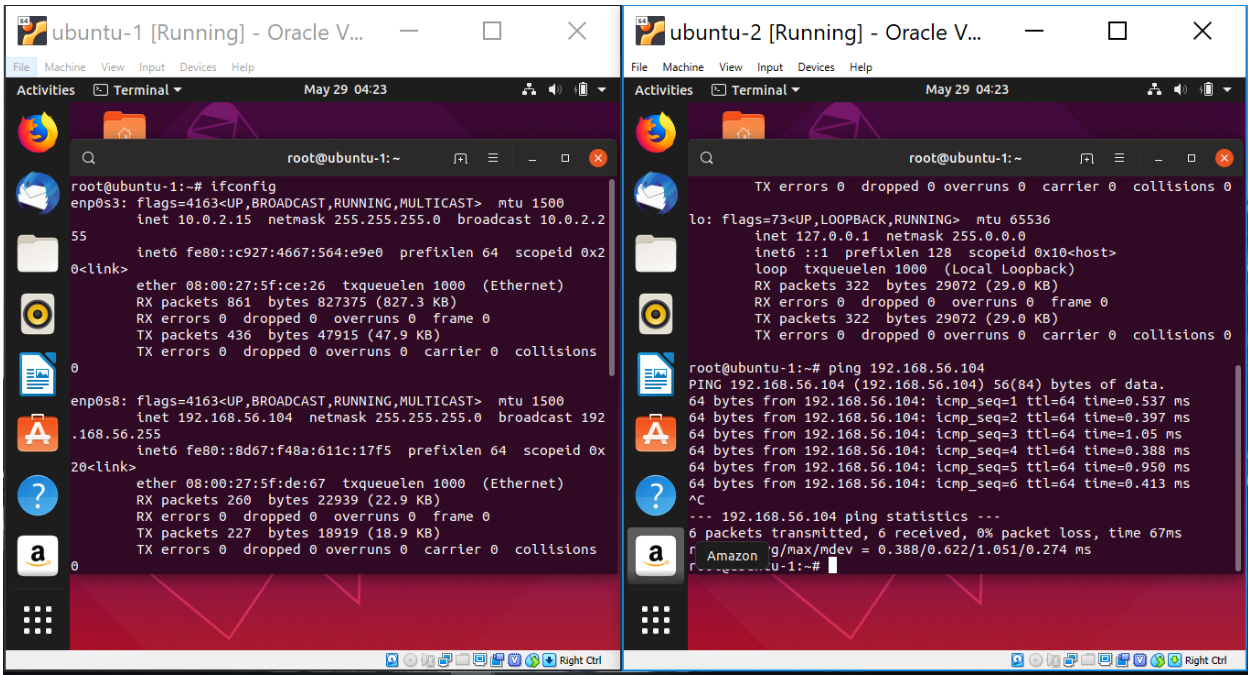 64
ubuntu-1 [Running] - Oracle V...
File Machine View Input Devices Help
Activities Terminal May 29 04:23
root@ubuntu-1: ~
root@ubuntu-1:~# ifconfig
enp0s3: flags=4163<UP,BROADCAST,RUNNING,MULTICAST> mtu 1500
inet 10.0.2.15 netmask 255.255.255.0 broadcast 10.0.2.2
55
inet6 fe80::c927:4667:564:e9e0 prefixlen 64 scopeid 0x2
0<link>
ether 08:00:27:5f:ce:26 txqueuelen 1000 (Ethernet)
RX packets 861 bytes 827375 (827.3 KB)
RX errors 0 dropped 0 overruns 0 frame 0
TX packets 436 bytes 47915 (47.9 KB)
TX errors 0 dropped 0 overruns 0 carrier 0 collisions
0
enp0s8: flags=4163<UP,BROADCAST,RUNNING,MULTICAST> mtu 1500
inet 192.168.56.104 netmask 255.255.255.0 broadcast 192
.168.56.255
inet6 fe80::8d67:f48a:611c:17f5 prefixlen 64 scopeid 0x
20<link>
ether 08:00:27:5f:de:67 txqueuelen 1000 (Ethernet)
RX packets 260 bytes 22939 (22.9 KB)
RX errors 0 dropped 0 overruns 0 frame 0
TX packets 227 bytes 18919 (18.9 KB)
TX errors 0 dropped 0 overruns 0 carrier 0 collisions
0
Right Ctrl
64
ubuntu-2 [Running] - Oracle V...
File Machine View Input Devices Help
Activities Terminal May 29 04:23
root@ubuntu-1: ~
TX errors 0 dropped 0 overruns 0 carrier 0 collisions 0
lo: flags=73<UP,LOOPBACK,RUNNING> mtu 65536
inet 127.0.0.1 netmask 255.0.0.0
inet6 ::1 prefixlen 128 scopeid 0x10<host>
loop txqueuelen 1000 (Local Loopback)
RX packets 322 bytes 29072 (29.0 KB)
RX errors 0 dropped 0 overruns 0 frame 0
TX packets 322 bytes 29072 (29.0 KB)
TX errors 0 dropped 0 overruns 0 carrier 0 collisions 0
root@ubuntu-1:~# ping 192.168.56.104
PING 192.168.56.104 (192.168.56.104) 56(84) bytes of data.
64 bytes from 192.168.56.104: icmp_seq=1 ttl=64 time=0.537 ms
64 bytes from 192.168.56.104: icmp_seq=2 ttl=64 time=0.397 ms
64 bytes from 192.168.56.104: icmp_seq=3 ttl=64 time=1.05 ms
64 bytes from 192.168.56.104: icmp_seq=4 ttl=64 time=0.388 ms
64 bytes from 192.168.56.104: icmp_seq=5 ttl=64 time=0.950 ms
64 bytes from 192.168.56.104: icmp_seq=6 ttl=64 time=0.413 ms
^C
--- 192.168.56.104 ping statistics ---
6 packets transmitted, 6 received, 0% packet loss, time 67ms
Amazon
/max/mdev = 0.388/0.622/1.051/0.274 ms
u-1:~#
Right Ctrl